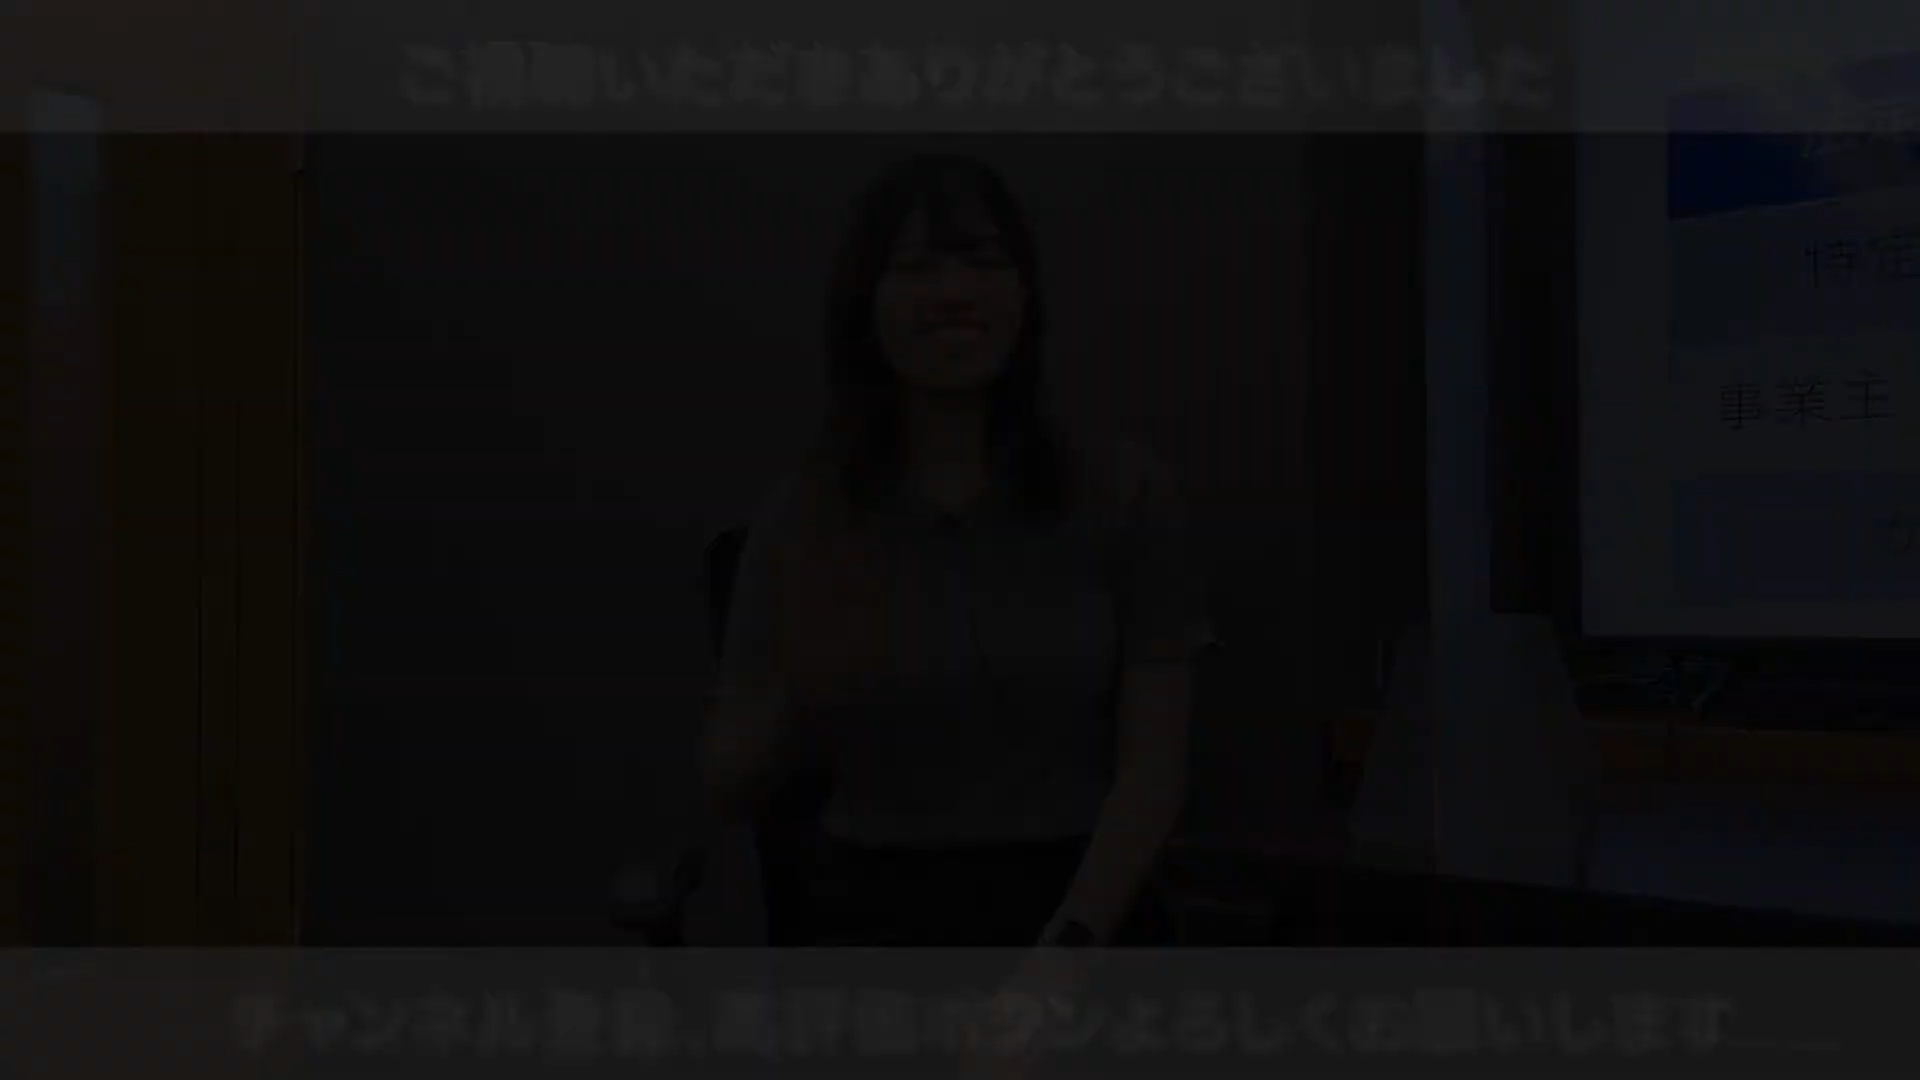 ご視聴いただきありがとうございました
特定
事業主
チャンネル登録、高評価ボタンよろしくお願いします